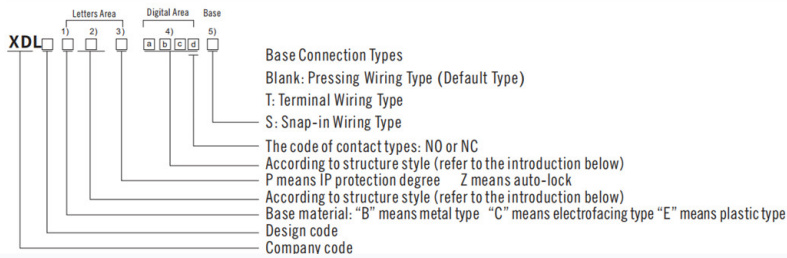 Letters Area Digital Area Base
1) 2) 3) 4) 5)
XDL a b c d
Base Connection Types
Blank: Pressing Wiring Type (Default Type)
T: Terminal Wiring Type
S: Snap-in Wiring Type
The code of contact types: NO or NC
According to structure style (refer to the introduction below)
P means IP protection degree Z means auto-lock
According to structure style (refer to the introduction below)
Base material: “B” means metal type “C” means electrofacing type “E” means plastic type
Design code
Company code